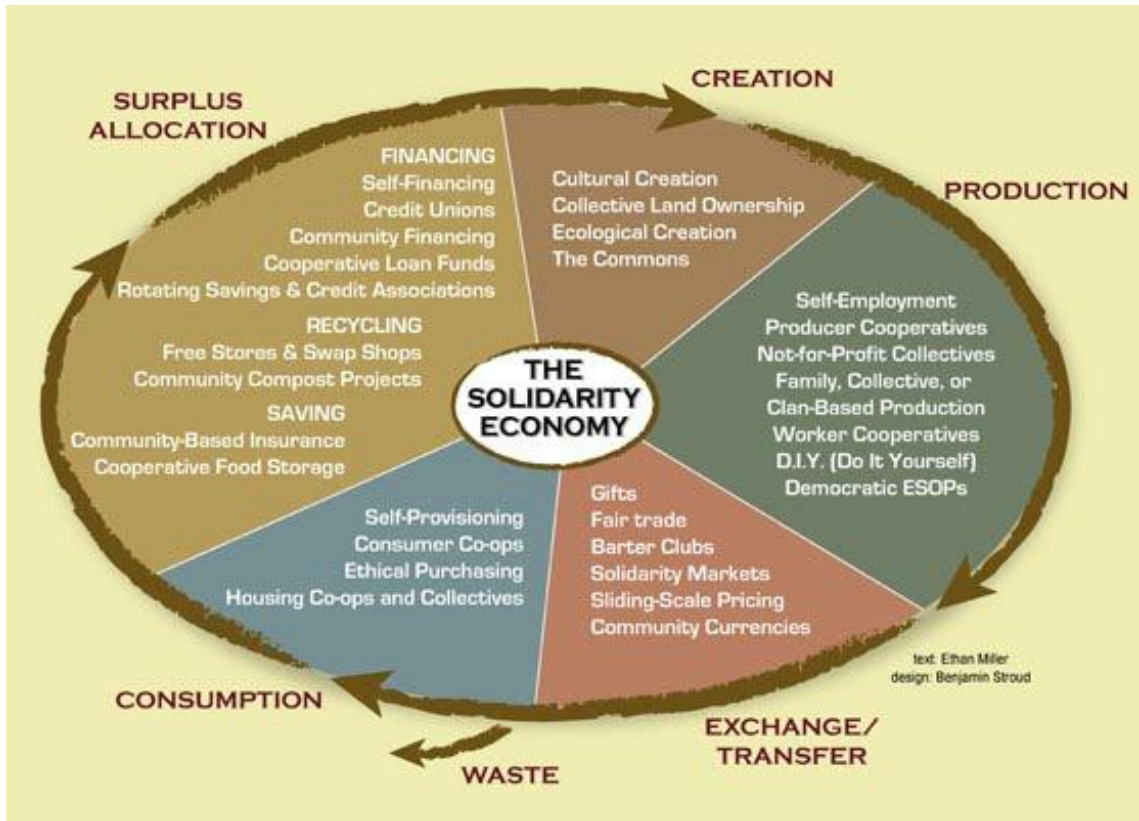 CREATION
SURPLUS
ALLOCATION
PRODUCTION
FINANCING
Self-Financing
Credit Unions
Community Financing
Cooperative Loan Funds
Rotating Savings & Credit Associations
RECYCLING
Free Stores & Swap Shops
Community Compost Projects
SAVING
Community-Based Insurance
Cooperative Food Storage
Cultural Creation
Collective Land Ownership
Ecological Creation
The Commons
Self-Employment
Producer Cooperatives
Not-for-Profit Collectives
Family, Collective, or
Clan-Based Production
Worker Cooperatives
D.I.Y. (Do It Yourself)
Democratic ESOPs
THE
SOLIDARITY
ECONOMY
Self-Provisioning
Consumer Co-ops
Ethical Purchasing
Housing Co-ops and Collectives
Gifts
Fair trade
Barter Clubs
Solidarity Markets
Sliding-Scale Pricing
Community Currencies
text: Ethan Miller
design: Benjamin Stroud
CONSUMPTION
EXCHANGE/
TRANSFER
WASTE